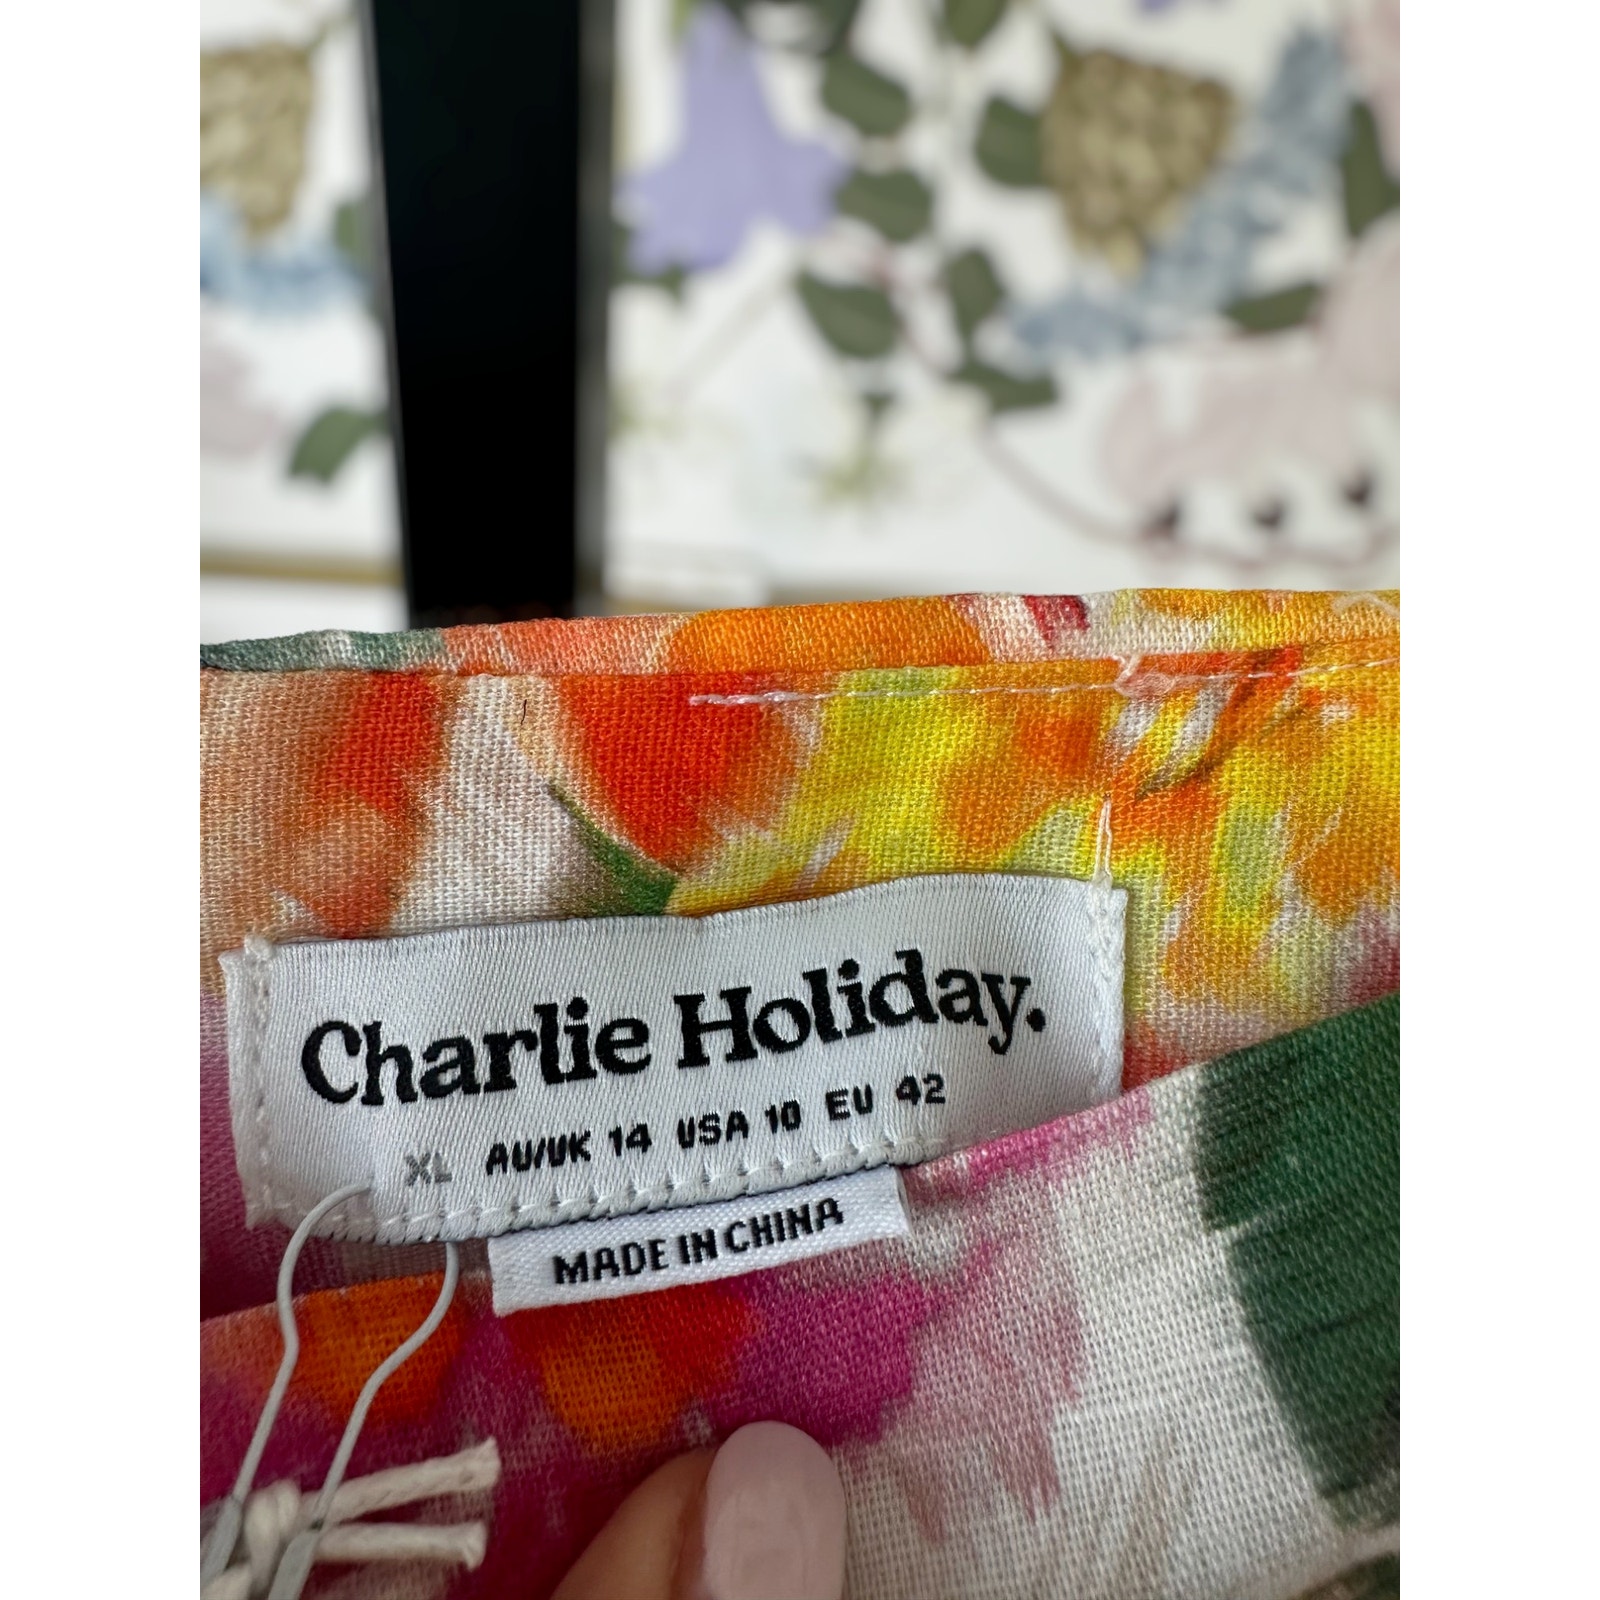 Charlie Holiday.
XL AU/UK 14 USA 10 EU 42
MADE IN CHINA